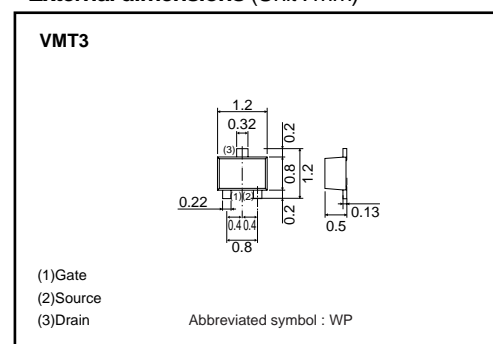 VMT3
1.2
0.32
0.2
(3)
0.8
1.2
0.22
(1)
(2)
0.2
0.13
0.4 0.4
0.5
0.8
(1)Gate
(2)Source
(3)Drain
Abbreviated symbol : WP